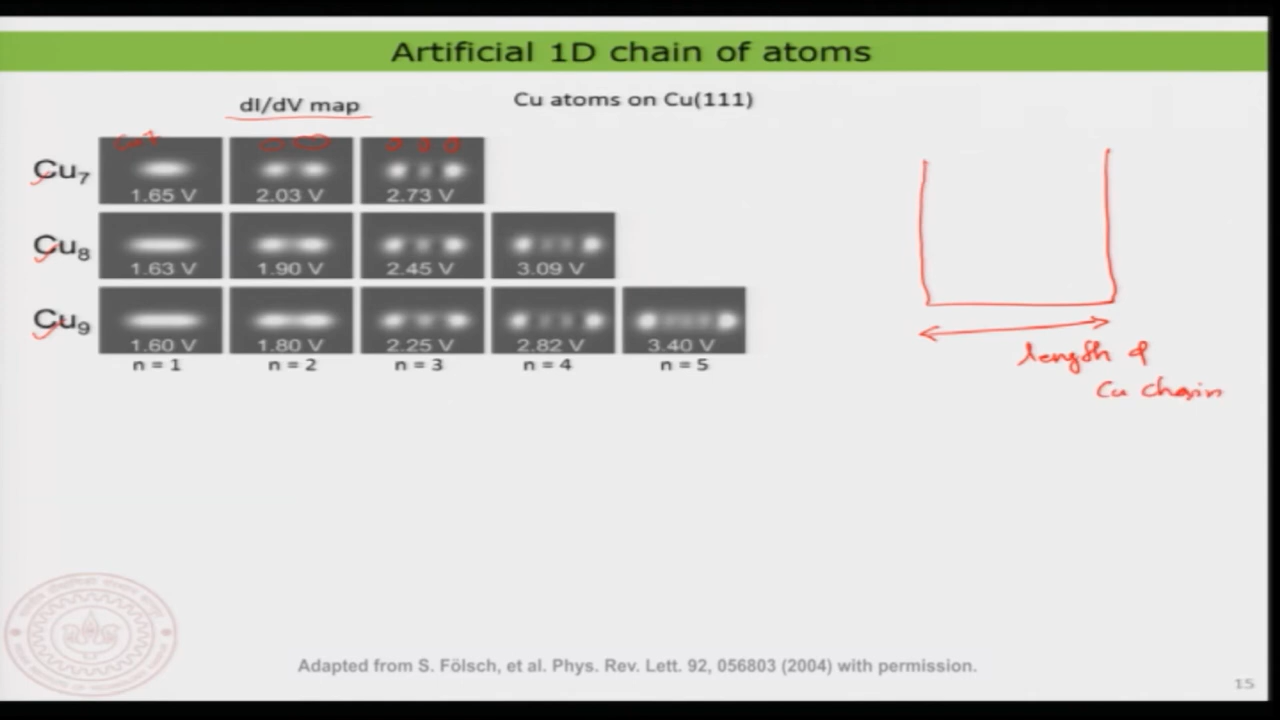 Artificial 1D chain of atoms
dI/dV map
Cu atoms on Cu(111)
Cu7
Cu₇
1.65 V
2.03 V
2.73 V
Cu₈
1.63 V
1.90 V
2.45 V
3.09 V
Cu₉
1.60 V
1.80 V
2.25 V
2.82 V
3.40 V
n = 1
n = 2
n = 3
n = 4
n = 5
length of
Cu chain
Adapted from S. Fölsch, et al. Phys. Rev. Lett. 92, 056803 (2004) with permission.
15